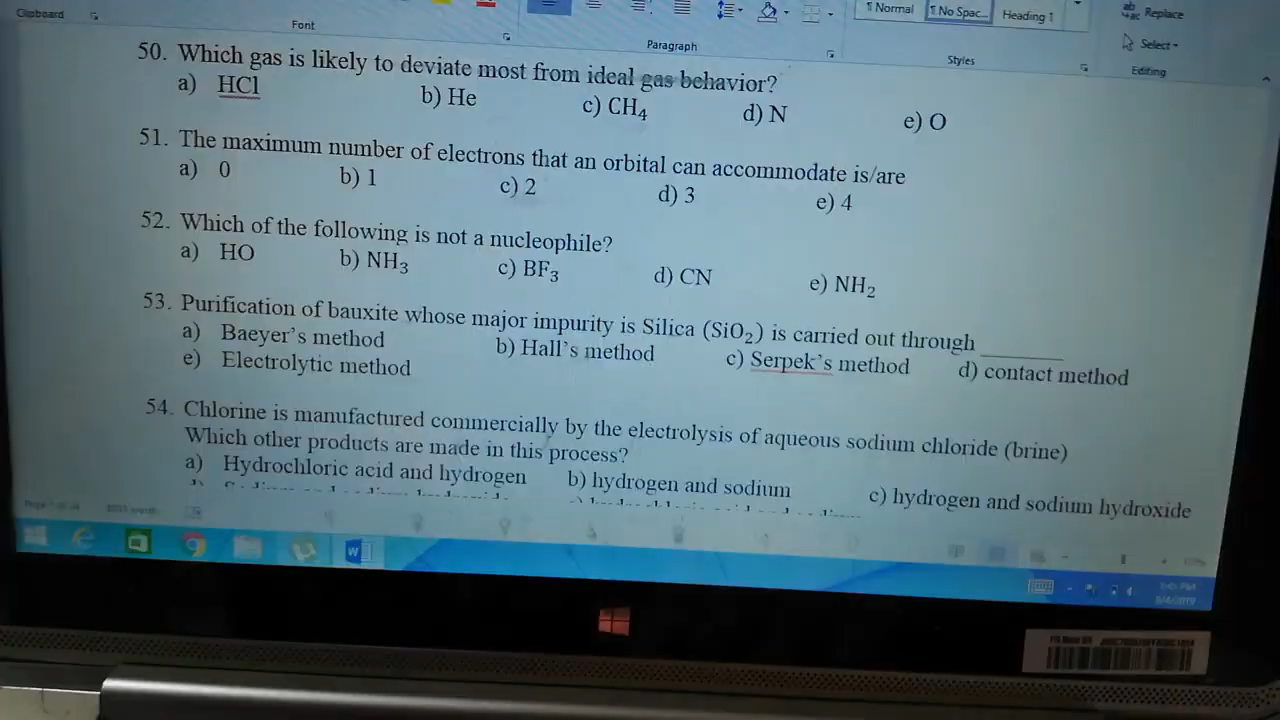 Clipboard Font Paragraph Styles Editing
¶ Normal ¶ No Spac... Heading 1
Replace
Select
50. Which gas is likely to deviate most from ideal gas behavior?
a) HCl b) He c) CH₄ d) N e) O
51. The maximum number of electrons that an orbital can accommodate is/are
a) 0 b) 1 c) 2 d) 3 e) 4
52. Which of the following is not a nucleophile?
a) HO b) NH₃ c) BF₃ d) CN e) NH₂
53. Purification of bauxite whose major impurity is Silica (SiO₂) is carried out through ________
a) Baeyer's method b) Hall's method c) Serpek's method d) contact method
e) Electrolytic method
54. Chlorine is manufactured commercially by the electrolysis of aqueous sodium chloride (brine)
Which other products are made in this process?
a) Hydrochloric acid and hydrogen b) hydrogen and sodium c) hydrogen and sodium hydroxide